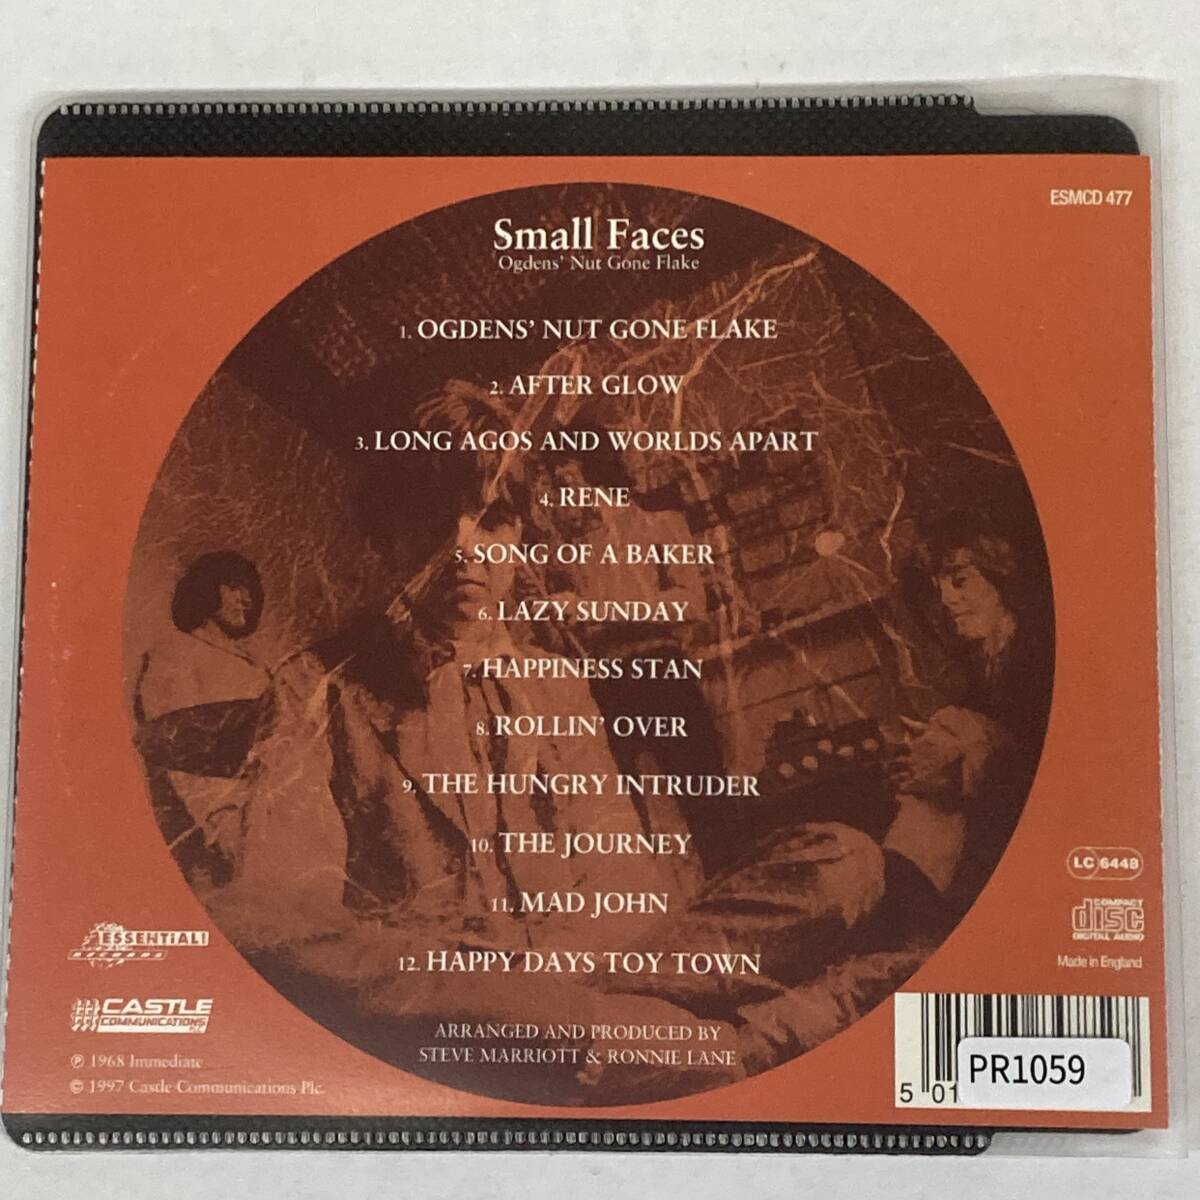 ESMCD 477
Small Faces
Ogdens' Nut Gone Flake
1. OGDENS' NUT GONE FLAKE
2. AFTER GLOW
3. LONG AGOS AND WORLDS APART
4. RENE
5. SONG OF A BAKER
6. LAZY SUNDAY
7. HAPPINESS STAN
8. ROLLIN' OVER
9. THE HUNGRY INTRUDER
10. THE JOURNEY
11. MAD JOHN
12. HAPPY DAYS TOY TOWN
ARRANGED AND PRODUCED BY
STEVE MARRIOTT & RONNIE LANE
ESSENTIAL!
RECORDS
CASTLE
COMMUNICATIONS
℗ 1968 Immediate
© 1997 Castle Communications Plc.
LC 6448
COMPACT
disc
DIGITAL AUDIO
Made in England
5 01
PR1059